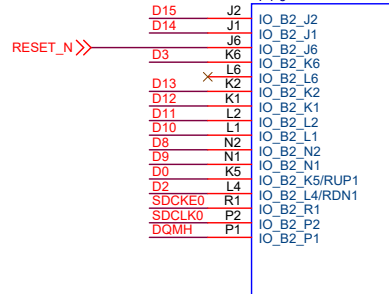 D15 J2 IO_B2_J2
D14 J1 IO_B2_J1
RESET_N J6 IO_B2_J6
D3 K6 IO_B2_K6
L6 IO_B2_L6
D13 K2 IO_B2_K2
D12 K1 IO_B2_K1
D11 L2 IO_B2_L2
D10 L1 IO_B2_L1
D8 N2 IO_B2_N2
D9 N1 IO_B2_N1
D0 K5 IO_B2_K5/RUP1
D2 L4 IO_B2_L4/RDN1
SDCKE0 R1 IO_B2_R1
SDCLK0 P2 IO_B2_P2
DQMH P1 IO_B2_P1